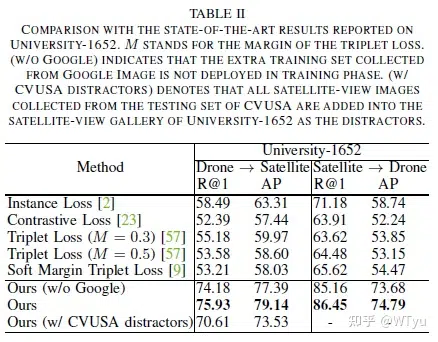 TABLE II
COMPARISON WITH THE STATE-OF-THE-ART RESULTS REPORTED ON
UNIVERSITY-1652. M STANDS FOR THE MARGIN OF THE TRIPLET LOSS.
(W/O GOOGLE) INDICATES THAT THE EXTRA TRAINING SET COLLECTED
FROM GOOGLE IMAGE IS NOT DEPLOYED IN TRAINING PHASE. (W/
CVUSA DISTRACTORS) DENOTES THAT ALL SATELLITE-VIEW IMAGES
COLLECTED FROM THE TESTING SET OF CVUSA ARE ADDED INTO THE
SATELLITE-VIEW GALLERY OF UNIVERSITY-1652 AS THE DISTRACTORS.
University-1652
Method Drone → Satellite Satellite → Drone
R@1 AP R@1 AP
Instance Loss [2] 58.49 63.31 71.18 58.74
Contrastive Loss [23] 52.39 57.44 63.91 52.24
Triplet Loss (M = 0.3) [57] 55.18 59.97 63.62 53.85
Triplet Loss (M = 0.5) [57] 53.58 58.60 64.48 53.15
Soft Margin Triplet Loss [9] 53.21 58.03 65.62 54.47
Ours (w/o Google) 74.18 77.39 85.16 73.68
Ours 75.93 79.14 86.45 74.79
Ours (w/ CVUSA distractors) 70.61 73.53 - -
知乎 @WTyu